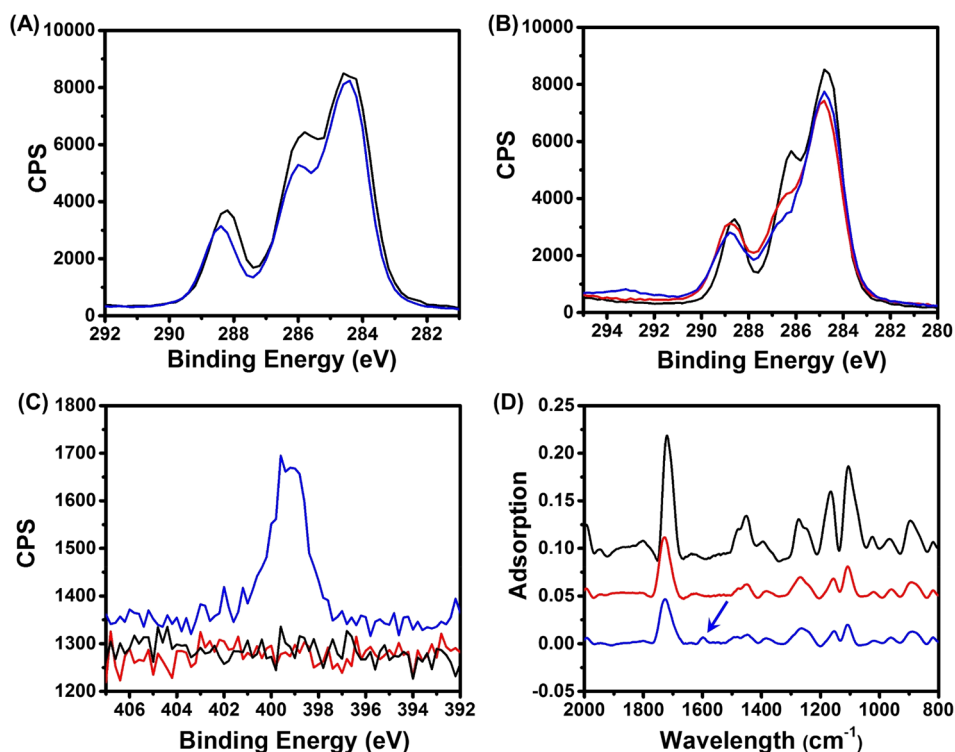 (A)
10000
8000
6000
4000
2000
0
CPS
292 290 288 286 284 282
Binding Energy (eV)
(B)
10000
8000
6000
4000
2000
0
CPS
294 292 290 288 286 284 282 280
Binding Energy (eV)
(C)
1800
1700
1600
1500
1400
1300
1200
CPS
406 404 402 400 398 396 394 392
Binding Energy (eV)
(D)
0.25
0.20
0.15
0.10
0.05
0.00
-0.05
Adsorption
2000 1800 1600 1400 1200 1000 800
Wavelength (cm⁻¹)